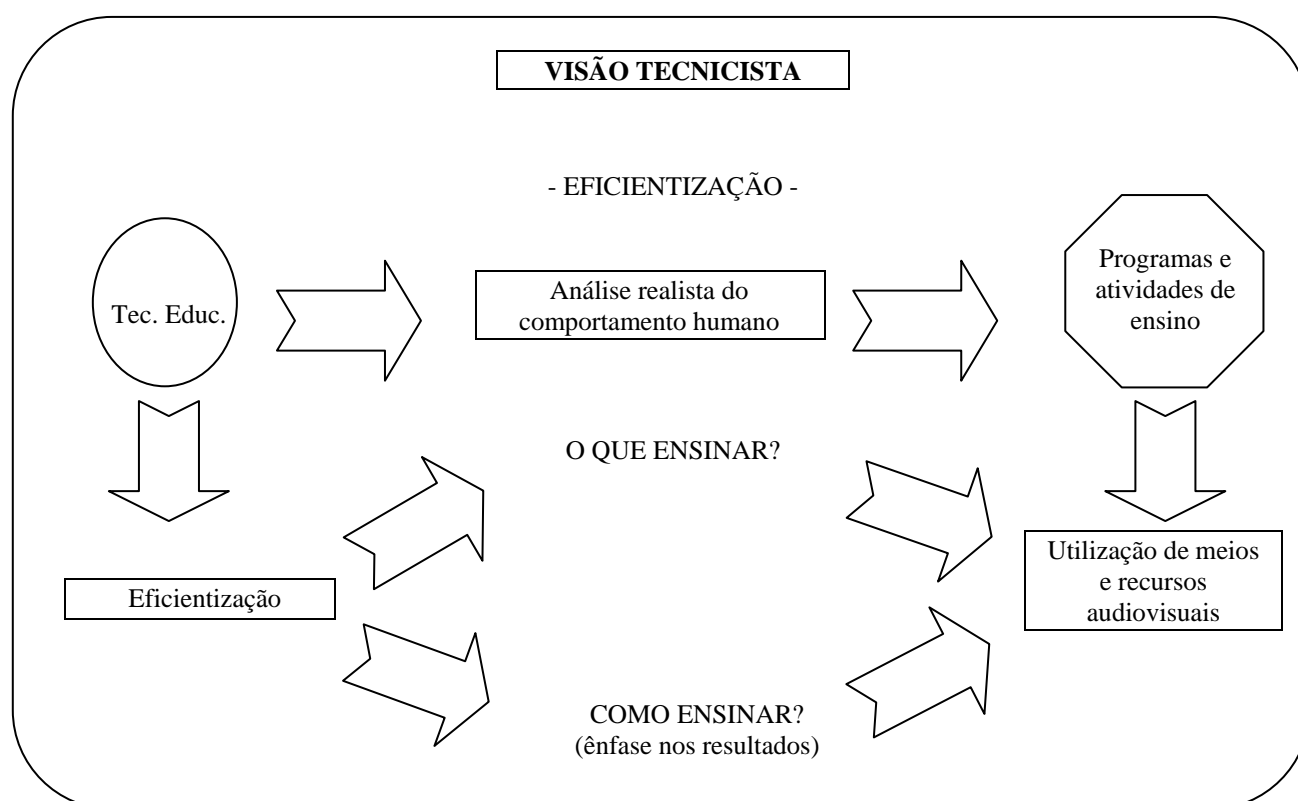 VISÃO TECNICISTA
- EFICIENTIZAÇÃO -
Tec. Educ.
Análise realista do
comportamento humano
Programas e
atividades de
ensino
O QUE ENSINAR?
Eficientização
Utilização de meios
e recursos
audiovisuais
COMO ENSINAR?
(ênfase nos resultados)